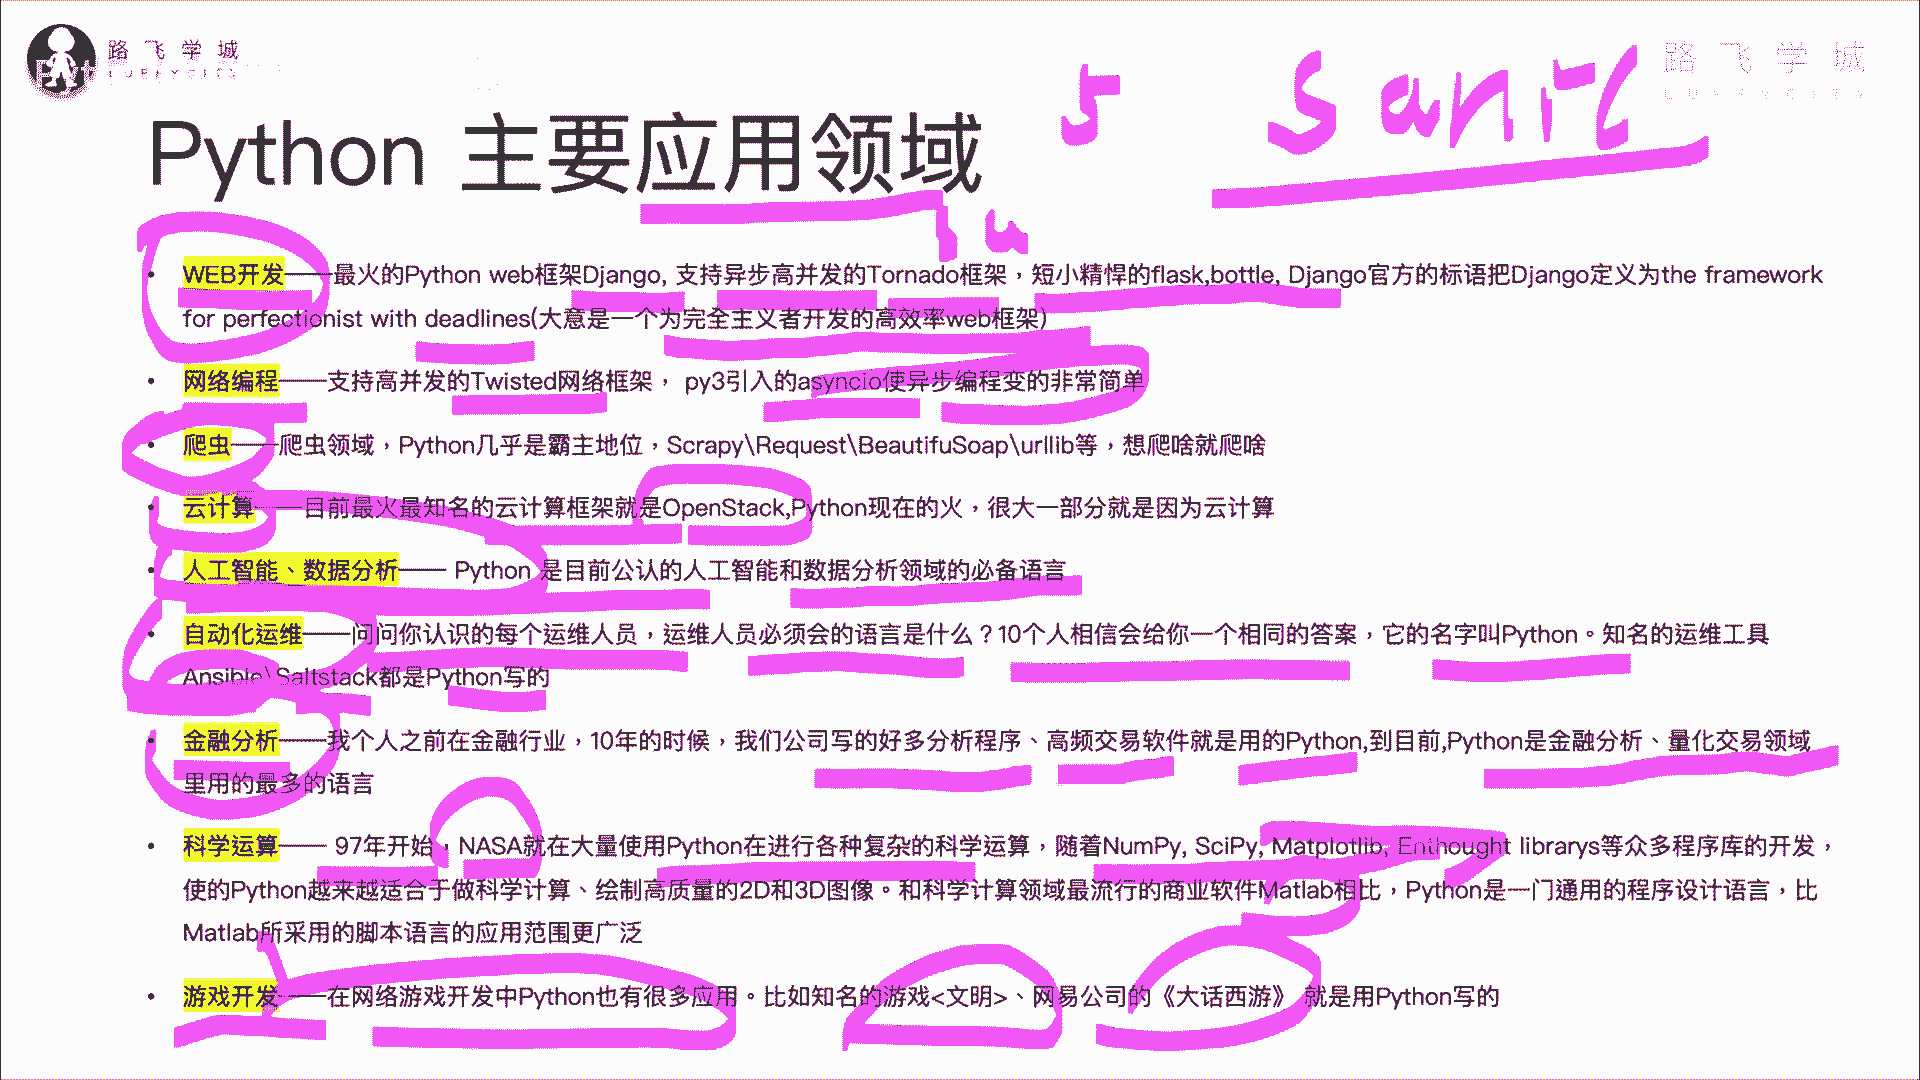 路飞学城
LUFFYCITY
5 sanic
路飞学城
LUFFYCITY
Python 主要应用领域
• WEB开发——最火的Python web框架Django, 支持异步高并发的Tornado框架，短小精悍的flask,bottle, Django官方的标语把Django定义为the framework
for perfectionist with deadlines(大意是一个为完全主义者开发的高效率web框架)
• 网络编程——支持高并发的Twisted网络框架， py3引入的asyncio使异步编程变的非常简单
• 爬虫——爬虫领域，Python几乎是霸主地位，Scrapy\Request\BeautifuSoap\urllib等，想爬啥就爬啥
• 云计算——目前最火最知名的云计算框架就是OpenStack,Python现在的火，很大一部分就是因为云计算
• 人工智能、数据分析—— Python 是目前公认的人工智能和数据分析领域的必备语言
• 自动化运维——问问你认识的每个运维人员，运维人员必须会的语言是什么？10个人相信会给你一个相同的答案，它的名字叫Python。知名的运维工具
Ansible\ Saltstack都是Python写的
• 金融分析——我个人之前在金融行业，10年的时候，我们公司写的好多分析程序、高频交易软件就是用的Python,到目前,Python是金融分析、量化交易领域
里用的最多的语言
• 科学运算—— 97年开始，NASA就在大量使用Python在进行各种复杂的科学运算，随着NumPy, SciPy, Matplotlib, Enthought librarys等众多程序库的开发，
使的Python越来越适合于做科学计算、绘制高质量的2D和3D图像。和科学计算领域最流行的商业软件Matlab相比，Python是一门通用的程序设计语言，比
Matlab所采用的脚本语言的应用范围更广泛
• 游戏开发——在网络游戏开发中Python也有很多应用。比如知名的游戏<文明>、网易公司的《大话西游》 就是用Python写的